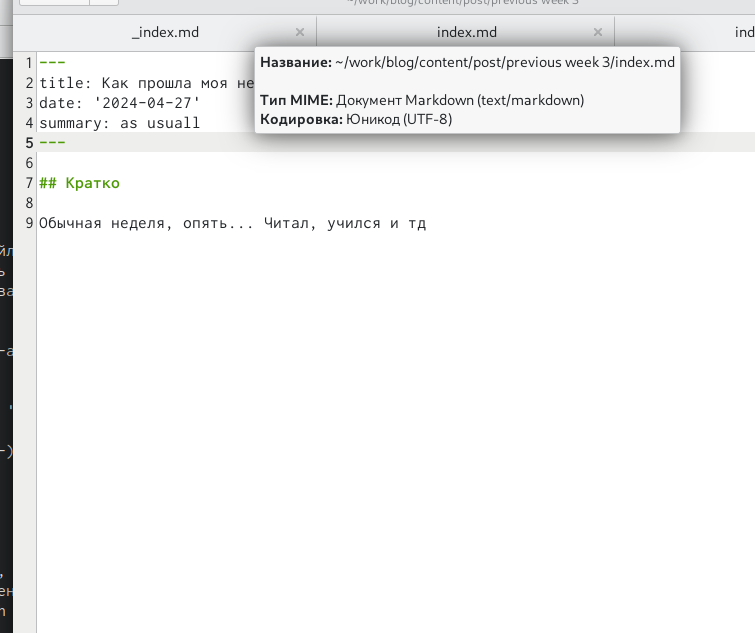 ~/work/blog/content/post/previous week 3
_index.md
index.md
ind
Название: ~/work/blog/content/post/previous week 3/index.md
Тип MIME: Документ Markdown (text/markdown)
Кодировка: Юникод (UTF-8)
1 ---
2 title: Как прошла моя не
3 date: '2024-04-27'
4 summary: as usuall
5 ---
6
7 ## Кратко
8
9 Обычная неделя, опять... Читал, учился и тд